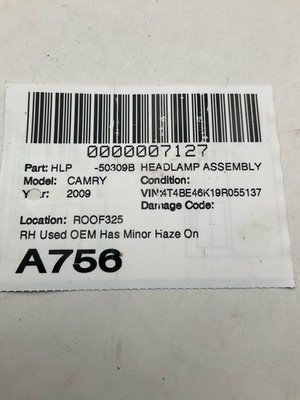 0000007127
Part: HLP -50309B HEADLAMP ASSEMBLY
Model: CAMRY Condition:
Year: 2009 VIN:4T4BE46K19R055137
Damage Code:
Location: ROOF325
RH Used OEM Has Minor Haze On
A756